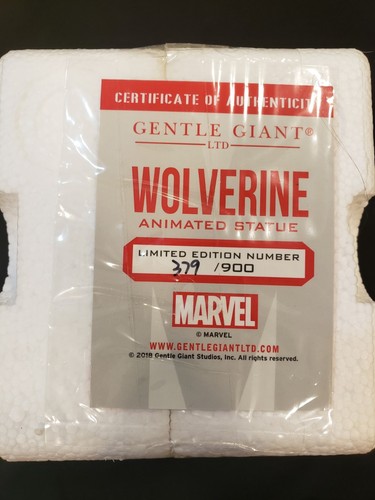 CERTIFICATE OF AUTHENTICITY
GENTLE GIANT®
LTD
WOLVERINE
ANIMATED STATUE
LIMITED EDITION NUMBER
379 /900
MARVEL
© MARVEL
WWW.GENTLEGIANTLTD.COM
© 2018 Gentle Giant Studios, Inc. All rights reserved.